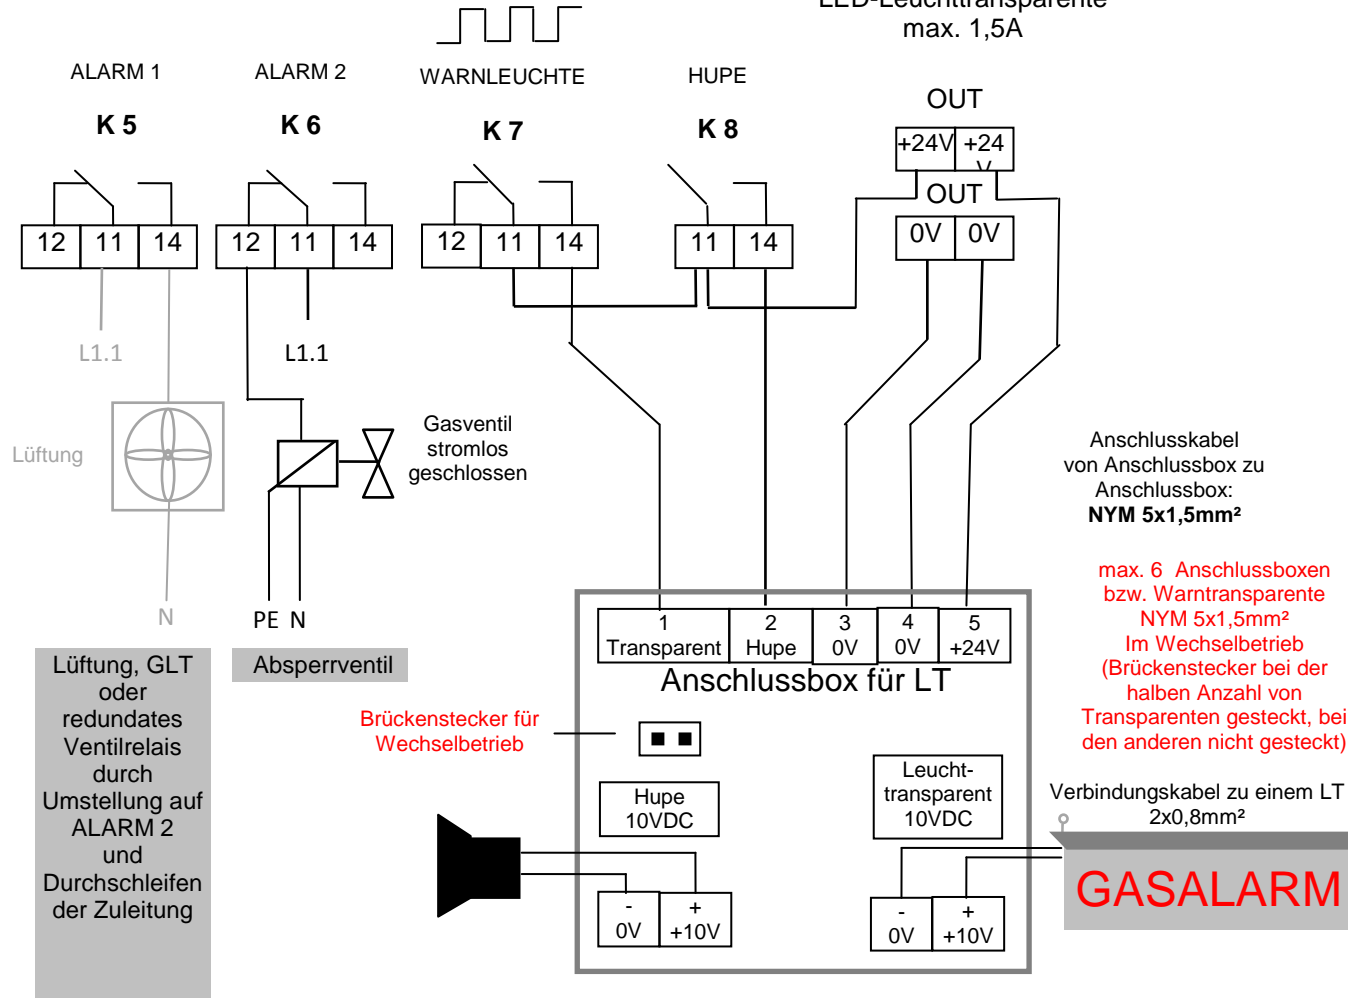 LED-Leuchttransparente
max. 1,5A
ALARM 1
ALARM 2
WARNLEUCHTE
HUPE
K 5
K 6
K 7
K 8
OUT
+24V
+24
V
OUT
0V
0V
12
11
14
12
11
14
12
11
14
11
14
L1.1
L1.1
Lüftung
Gasventil
stromlos
geschlossen
N
PE N
Lüftung, GLT
oder
redundates
Ventilrelais
durch
Umstellung auf
ALARM 2
und
Durchschleifen
der Zuleitung
Absperrventil
Anschlusskabel
von Anschlussbox zu
Anschlussbox:
NYM 5x1,5mm²
max. 6 Anschlussboxen
bzw. Warntransparente
NYM 5x1,5mm²
Im Wechselbetrieb
(Brückenstecker bei der
halben Anzahl von
Transparenten gesteckt, bei
den anderen nicht gesteckt)
1
Transparent
2
Hupe
3
0V
4
0V
5
+24V
Anschlussbox für LT
Brückenstecker für
Wechselbetrieb
Hupe
10VDC
Leucht-
transparent
10VDC
-
0V
+
+10V
-
0V
+
+10V
Verbindungskabel zu einem LT
2x0,8mm²
GASALARM